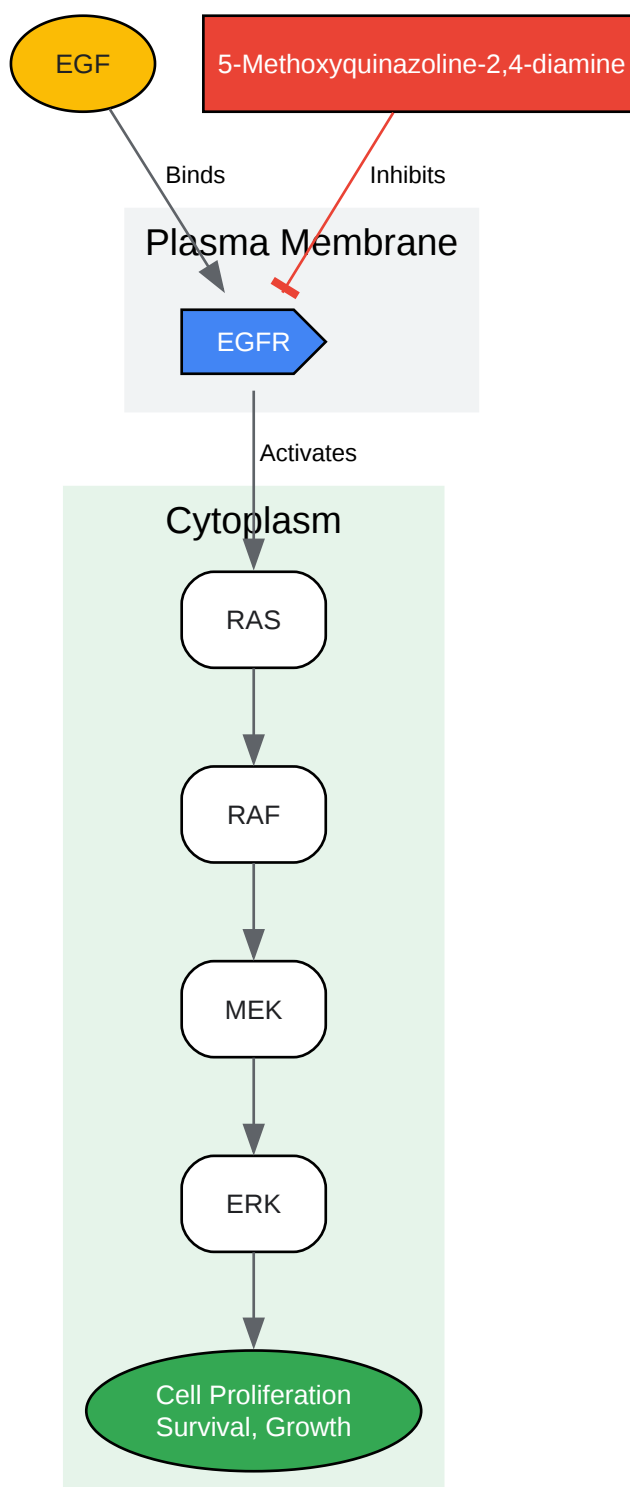 EGF
5-Methoxyquinazoline-2,4-diamine
Binds
Inhibits
Plasma Membrane
EGFR
Activates
Cytoplasm
RAS
RAF
MEK
ERK
Cell Proliferation
Survival, Growth